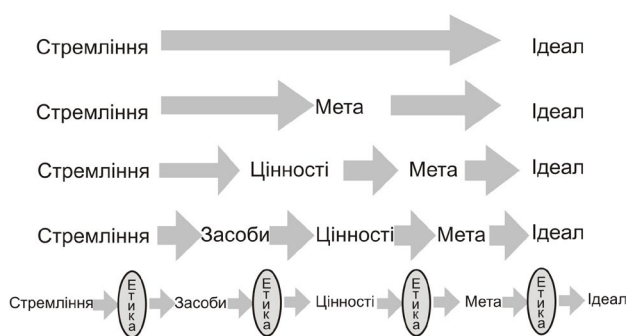 Стремління Ідеал
Стремління Мета Ідеал
Стремління Цінності Мета Ідеал
Стремління Засоби Цінності Мета Ідеал
Стремління Етика Засоби Етика Цінності Етика Мета Етика Ідеал